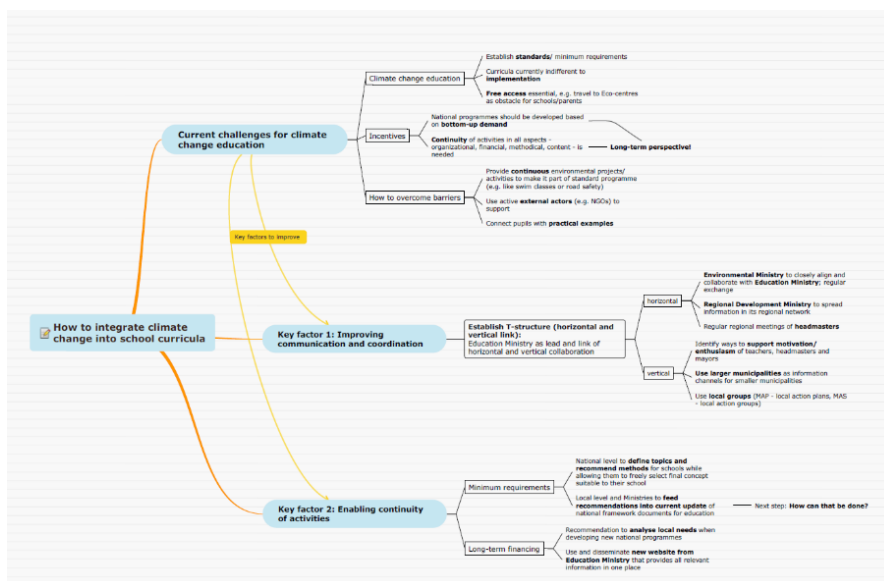 How to integrate climate
change into school curricula
Current challenges for climate
change education
Climate change education
Establish standards/ minimum requirements
Curricula currently indifferent to
implementation
Free access essential, e.g. travel to Eco-centres
as obstacle for schools/parents
Incentives
National programmes should be developed based
on bottom-up demand
Continuity of activities in all aspects -
organizational, financial, methodical, content - is
needed
Long-term perspective!
How to overcome barriers
Provide continuous environmental projects/
activities to make it part of standard programme
(e.g. like swim classes or road safety)
Use active external actors (e.g. NGOs) to
support
Connect pupils with practical examples
Key factors to improve
Key factor 1: Improving
communication and coordination
Establish T-structure (horizontal and
vertical link):
Education Ministry as lead and link of
horizontal and vertical collaboration
horizontal
Environmental Ministry to closely align and
collaborate with Education Ministry; regular
exchange
Regional Development Ministry to spread
information in its regional network
Regular regional meetings of headmasters
vertical
Identify ways to support motivation/
enthusiasm of teachers, headmasters and
mayors
Use larger municipalities as information
channels for smaller municipalities
Use local groups (MAP - local action plans, MAS
- local action groups)
Key factor 2: Enabling continuity
of activities
Minimum requirements
National level to define topics and
recommend methods for schools while
allowing them to freely select final concept
suitable to their school
Local level and Ministries to feed
recommendations into current update of
national framework documents for education
Next step: How can that be done?
Long-term financing
Recommendation to analyse local needs when
developing new national programmes
Use and disseminate new website from
Education Ministry that provides all relevant
information in one place